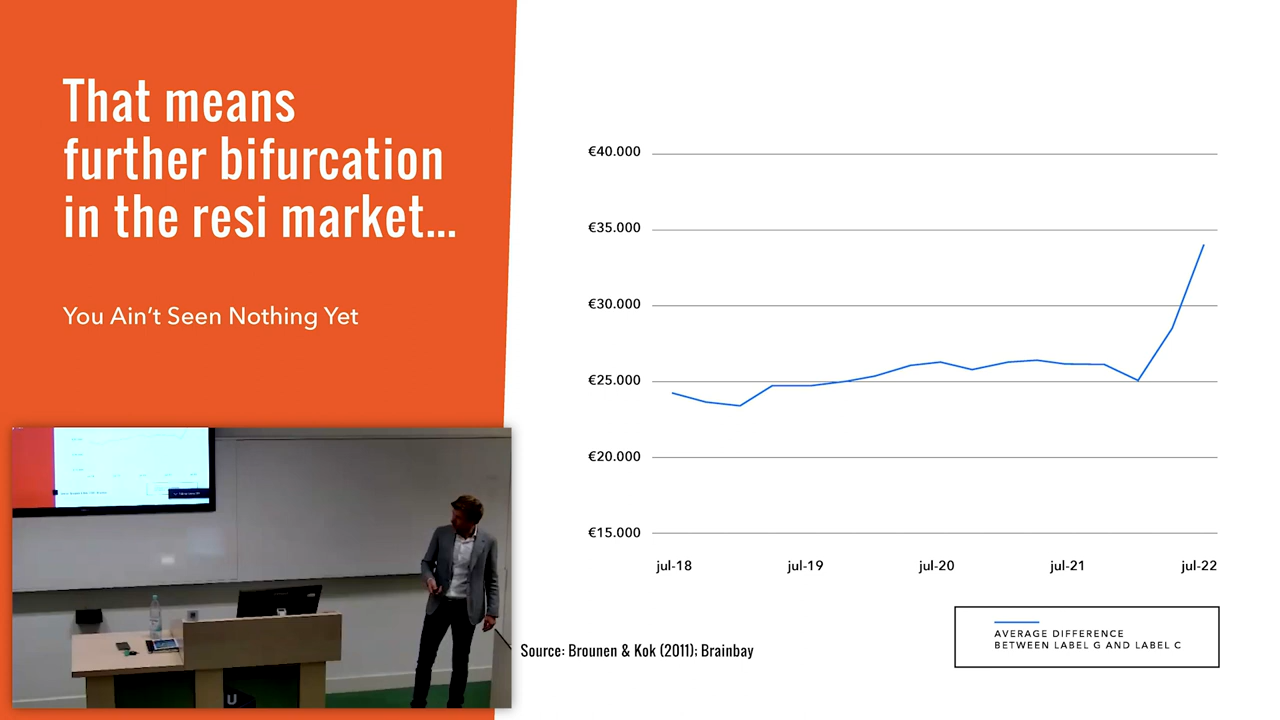 That means
further bifurcation
in the resi market...
You Ain't Seen Nothing Yet
€40.000
€35.000
€30.000
€25.000
€20.000
€15.000
jul-18
jul-19
jul-20
jul-21
jul-22
AVERAGE DIFFERENCE
BETWEEN LABEL G AND LABEL C
Source: Brounen & Kok (2011); Brainbay
U